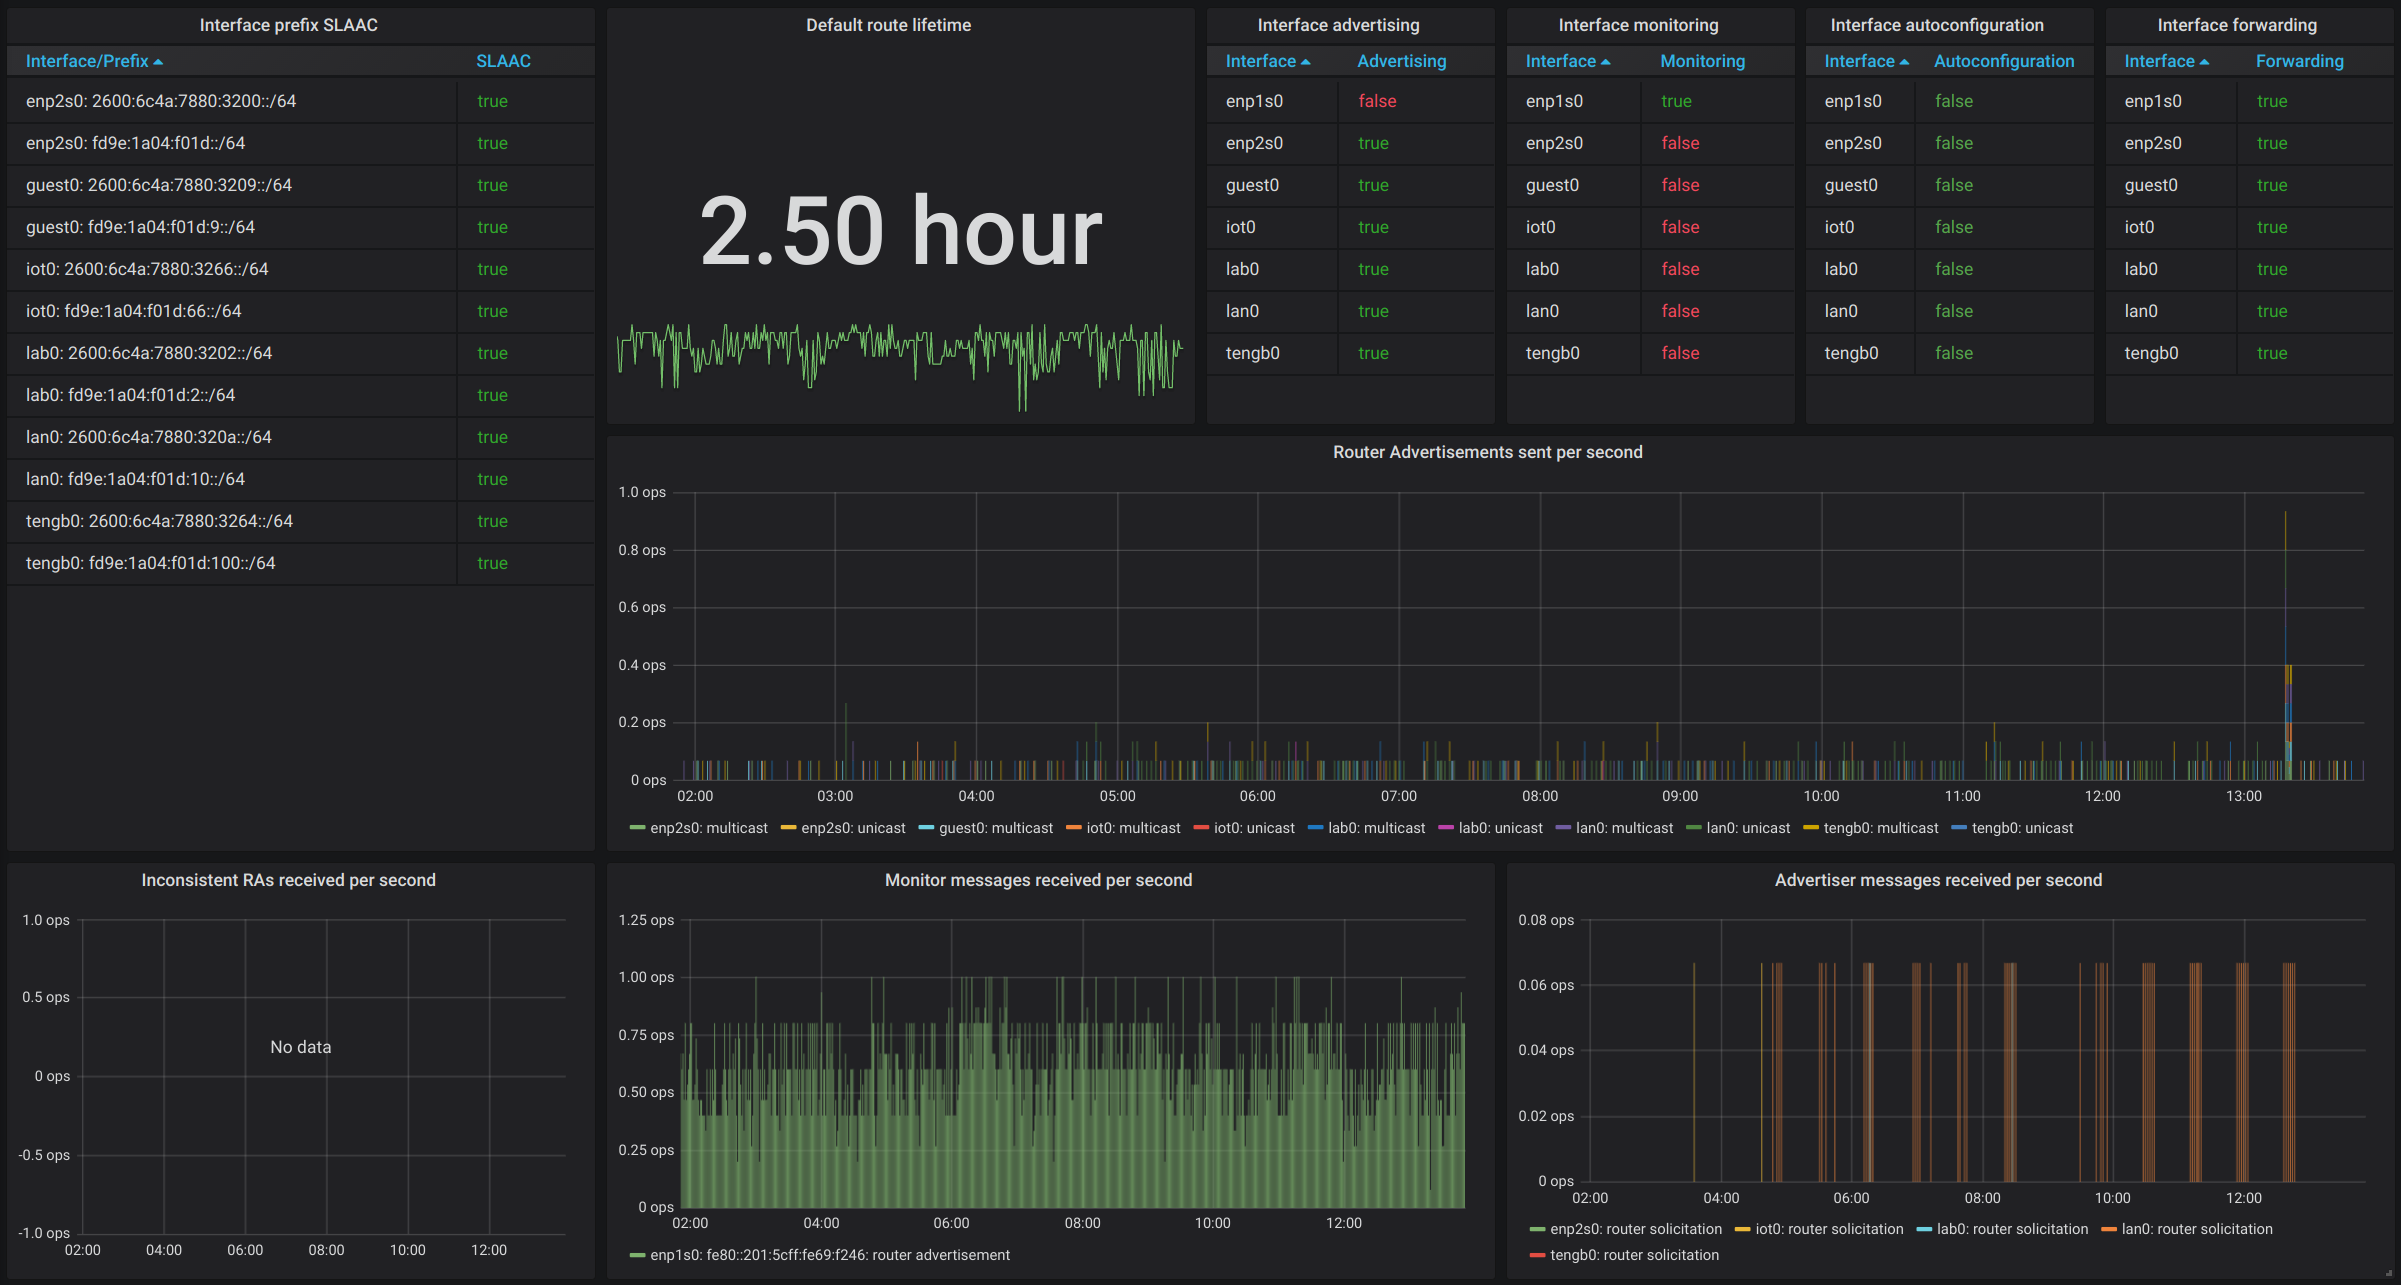 Interface prefix SLAAC
Interface/Prefix SLAAC
enp2s0: 2600:6c4a:7880:3200::/64 true
enp2s0: fd9e:1a04:f01d::/64 true
guest0: 2600:6c4a:7880:3209::/64 true
guest0: fd9e:1a04:f01d:9::/64 true
iot0: 2600:6c4a:7880:3266::/64 true
iot0: fd9e:1a04:f01d:66::/64 true
lab0: 2600:6c4a:7880:3202::/64 true
lab0: fd9e:1a04:f01d:2::/64 true
lan0: 2600:6c4a:7880:320a::/64 true
lan0: fd9e:1a04:f01d:10::/64 true
tengb0: 2600:6c4a:7880:3264::/64 true
tengb0: fd9e:1a04:f01d:100::/64 true
Default route lifetime
2.50 hour
Interface advertising
Interface Advertising
enp1s0 false
enp2s0 true
guest0 true
iot0 true
lab0 true
lan0 true
tengb0 true
Interface monitoring
Interface Monitoring
enp1s0 true
enp2s0 false
guest0 false
iot0 false
lab0 false
lan0 false
tengb0 false
Interface autoconfiguration
Interface Autoconfiguration
enp1s0 false
enp2s0 false
guest0 false
iot0 false
lab0 false
lan0 false
tengb0 false
Interface forwarding
Interface Forwarding
enp1s0 true
enp2s0 true
guest0 true
iot0 true
lab0 true
lan0 true
tengb0 true
Router Advertisements sent per second
1.0 ops
0.8 ops
0.6 ops
0.4 ops
0.2 ops
0 ops
02:00 03:00 04:00 05:00 06:00 07:00 08:00 09:00 10:00 11:00 12:00 13:00
enp2s0: multicast enp2s0: unicast guest0: multicast iot0: multicast iot0: unicast lab0: multicast lab0: unicast lan0: multicast lan0: unicast tengb0: multicast tengb0: unicast
Inconsistent RAs received per second
1.0 ops
0.5 ops
No data
0 ops
-0.5 ops
-1.0 ops
02:00 04:00 06:00 08:00 10:00 12:00
Monitor messages received per second
1.25 ops
1.00 ops
0.75 ops
0.50 ops
0.25 ops
0 ops
02:00 04:00 06:00 08:00 10:00 12:00
enp1s0: fe80::201:5cff:fe69:f246: router advertisement
Advertiser messages received per second
0.08 ops
0.06 ops
0.04 ops
0.02 ops
0 ops
02:00 04:00 06:00 08:00 10:00 12:00
enp2s0: router solicitation iot0: router solicitation lab0: router solicitation lan0: router solicitation
tengb0: router solicitation